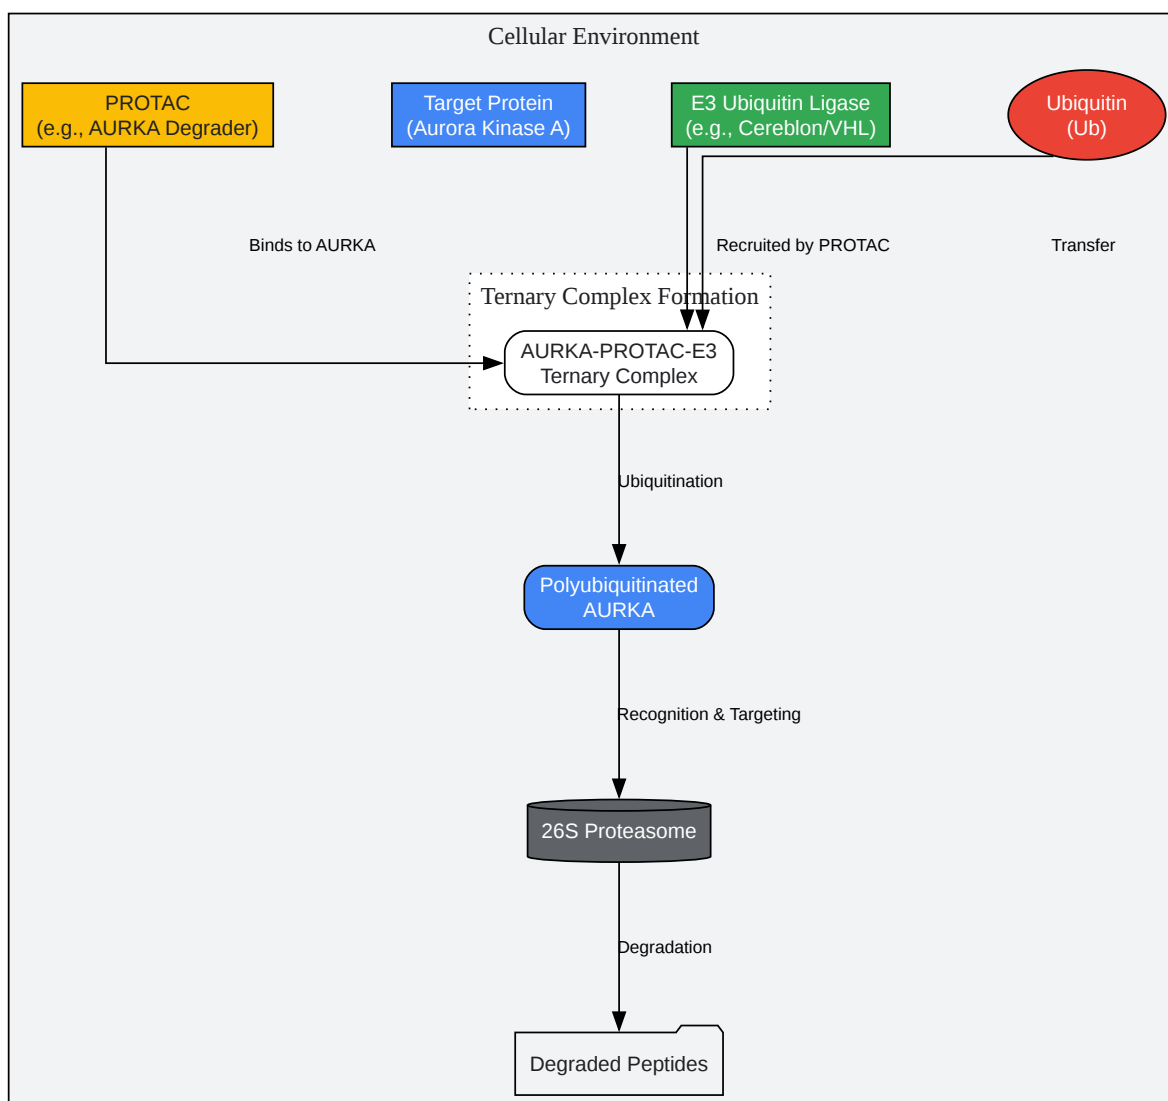 Cellular Environment
PROTAC
(e.g., AURKA Degrader)
Target Protein
(Aurora Kinase A)
E3 Ubiquitin Ligase
(e.g., Cereblon/VHL)
Ubiquitin
(Ub)
Binds to AURKA
Recruited by PROTAC
Transfer
Ternary Complex Formation
AURKA-PROTAC-E3
Ternary Complex
Ubiquitination
Polyubiquitinated
AURKA
Recognition & Targeting
26S Proteasome
Degradation
Degraded Peptides